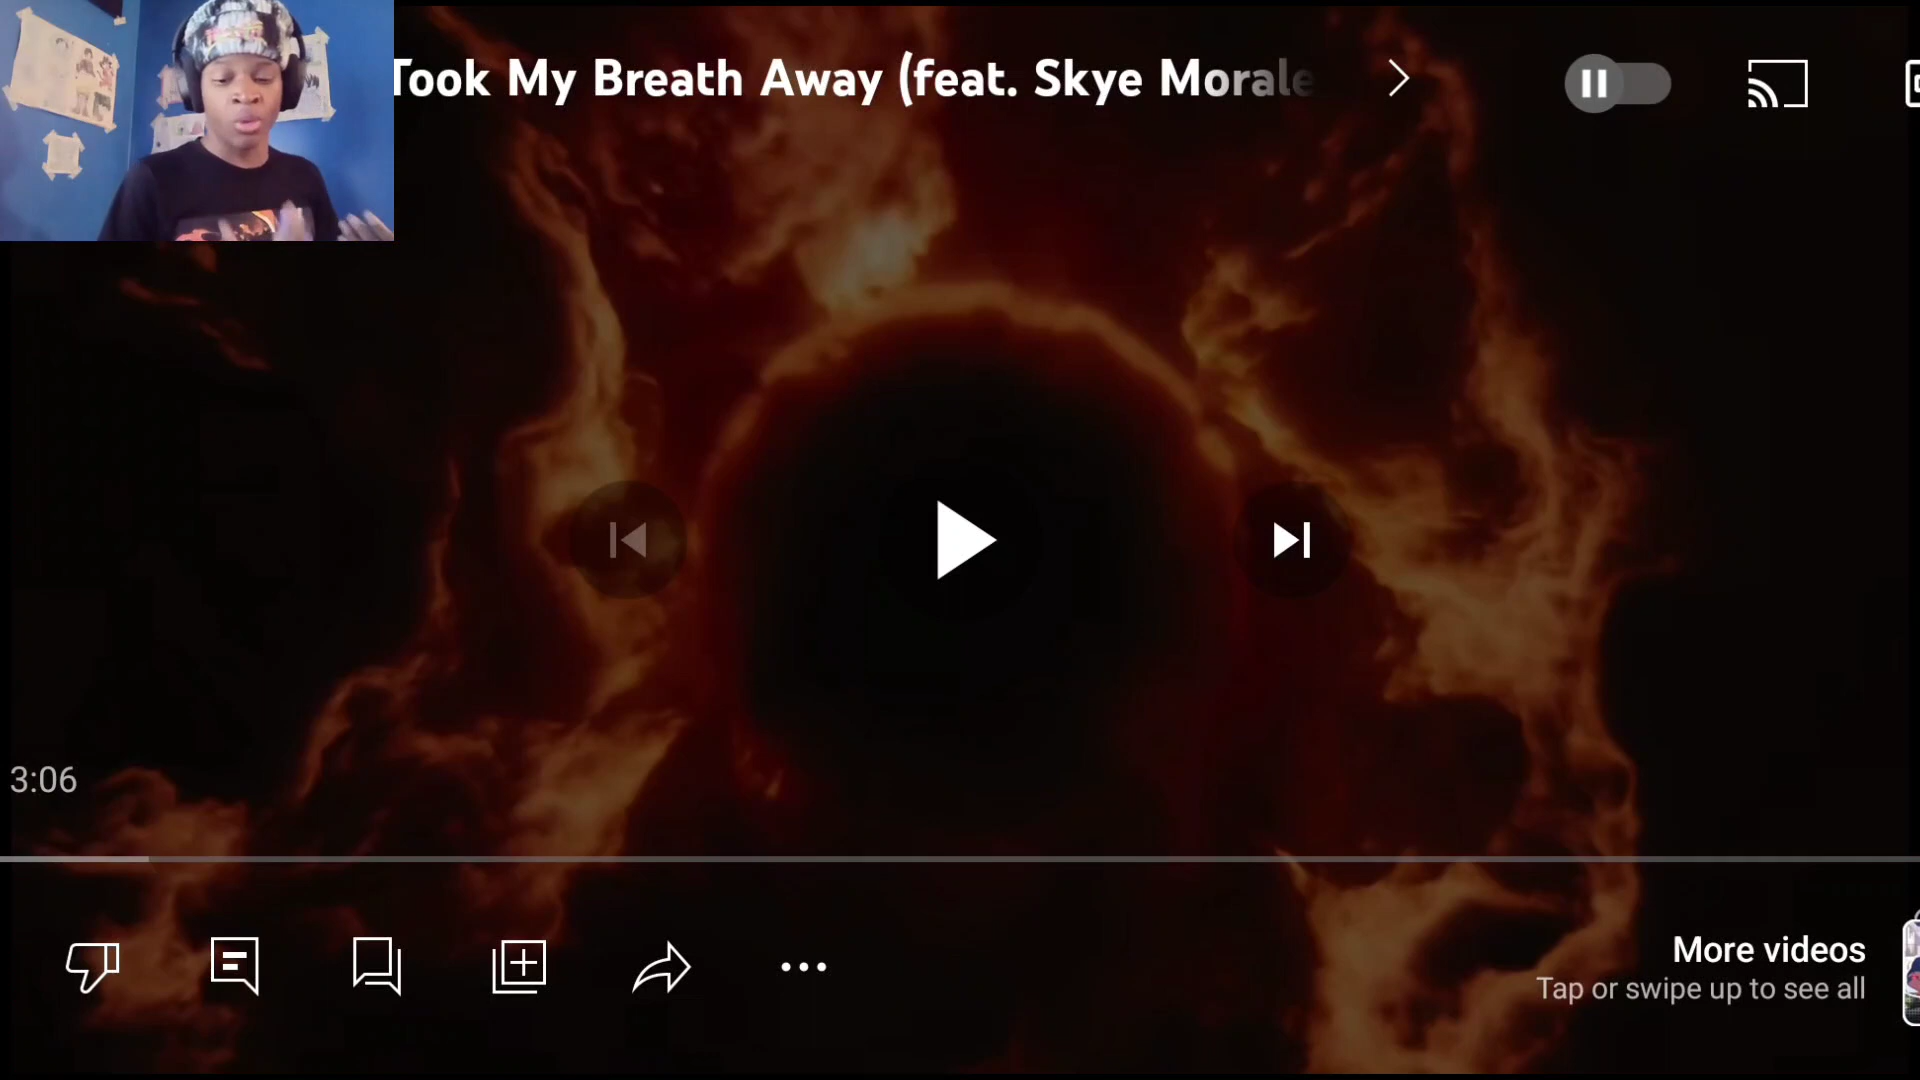 Took My Breath Away (feat. Skye Morale
3:06
More videos
Tap or swipe up to see all